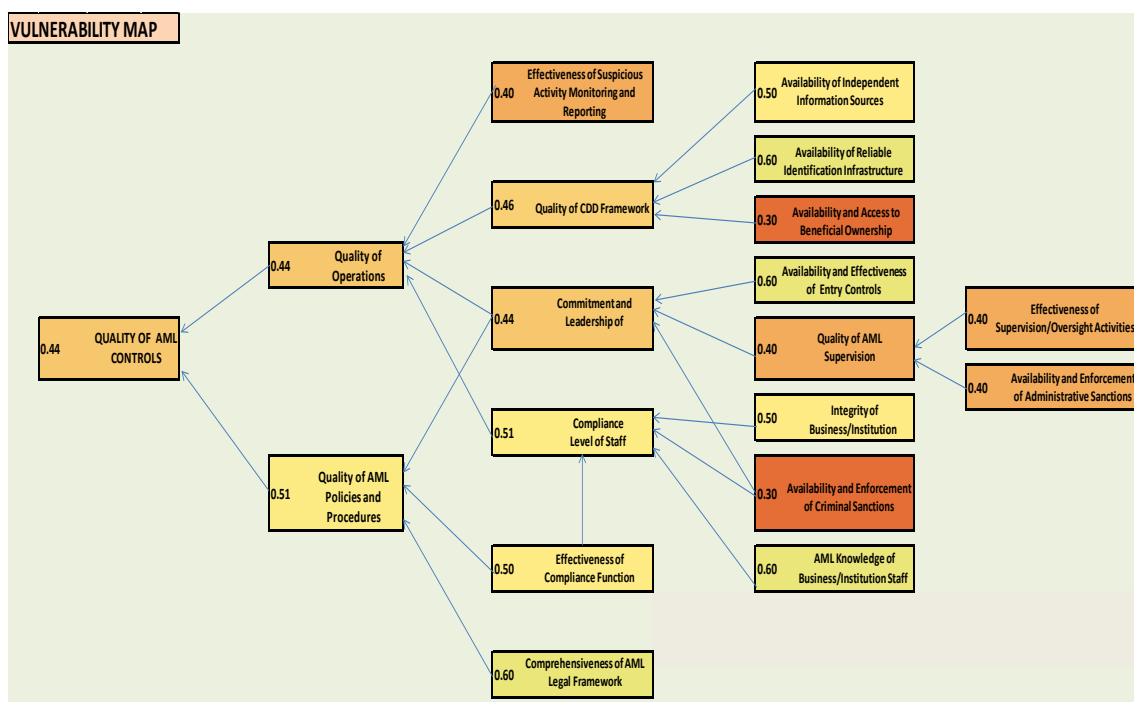 VULNERABILITY MAP
0.40 Effectiveness of Suspicious
Activity Monitoring and
Reporting
0.50 Availability of Independent
Information Sources
0.60 Availability of Reliable
Identification Infrastructure
0.46 Quality of CDD Framework
0.30 Availability and Access to
Beneficial Ownership
0.44 Quality of
Operations
0.60 Availability and Effectiveness
of Entry Controls
0.44 Commitment and
Leadership of
0.40 Effectiveness of
Supervision/Oversight Activities
0.44 QUALITY OF AML
CONTROLS
0.40 Quality of AML
Supervision
0.40 Availability and Enforcement
of Administrative Sanctions
0.51 Compliance
Level of Staff
0.50 Integrity of
Business/Institution
0.51 Quality of AML
Policies and
Procedures
0.30 Availability and Enforcement
of Criminal Sanctions
0.50 Effectiveness of
Compliance Function
0.60 AML Knowledge of
Business/Institution Staff
0.60 Comprehensiveness of AML
Legal Framework